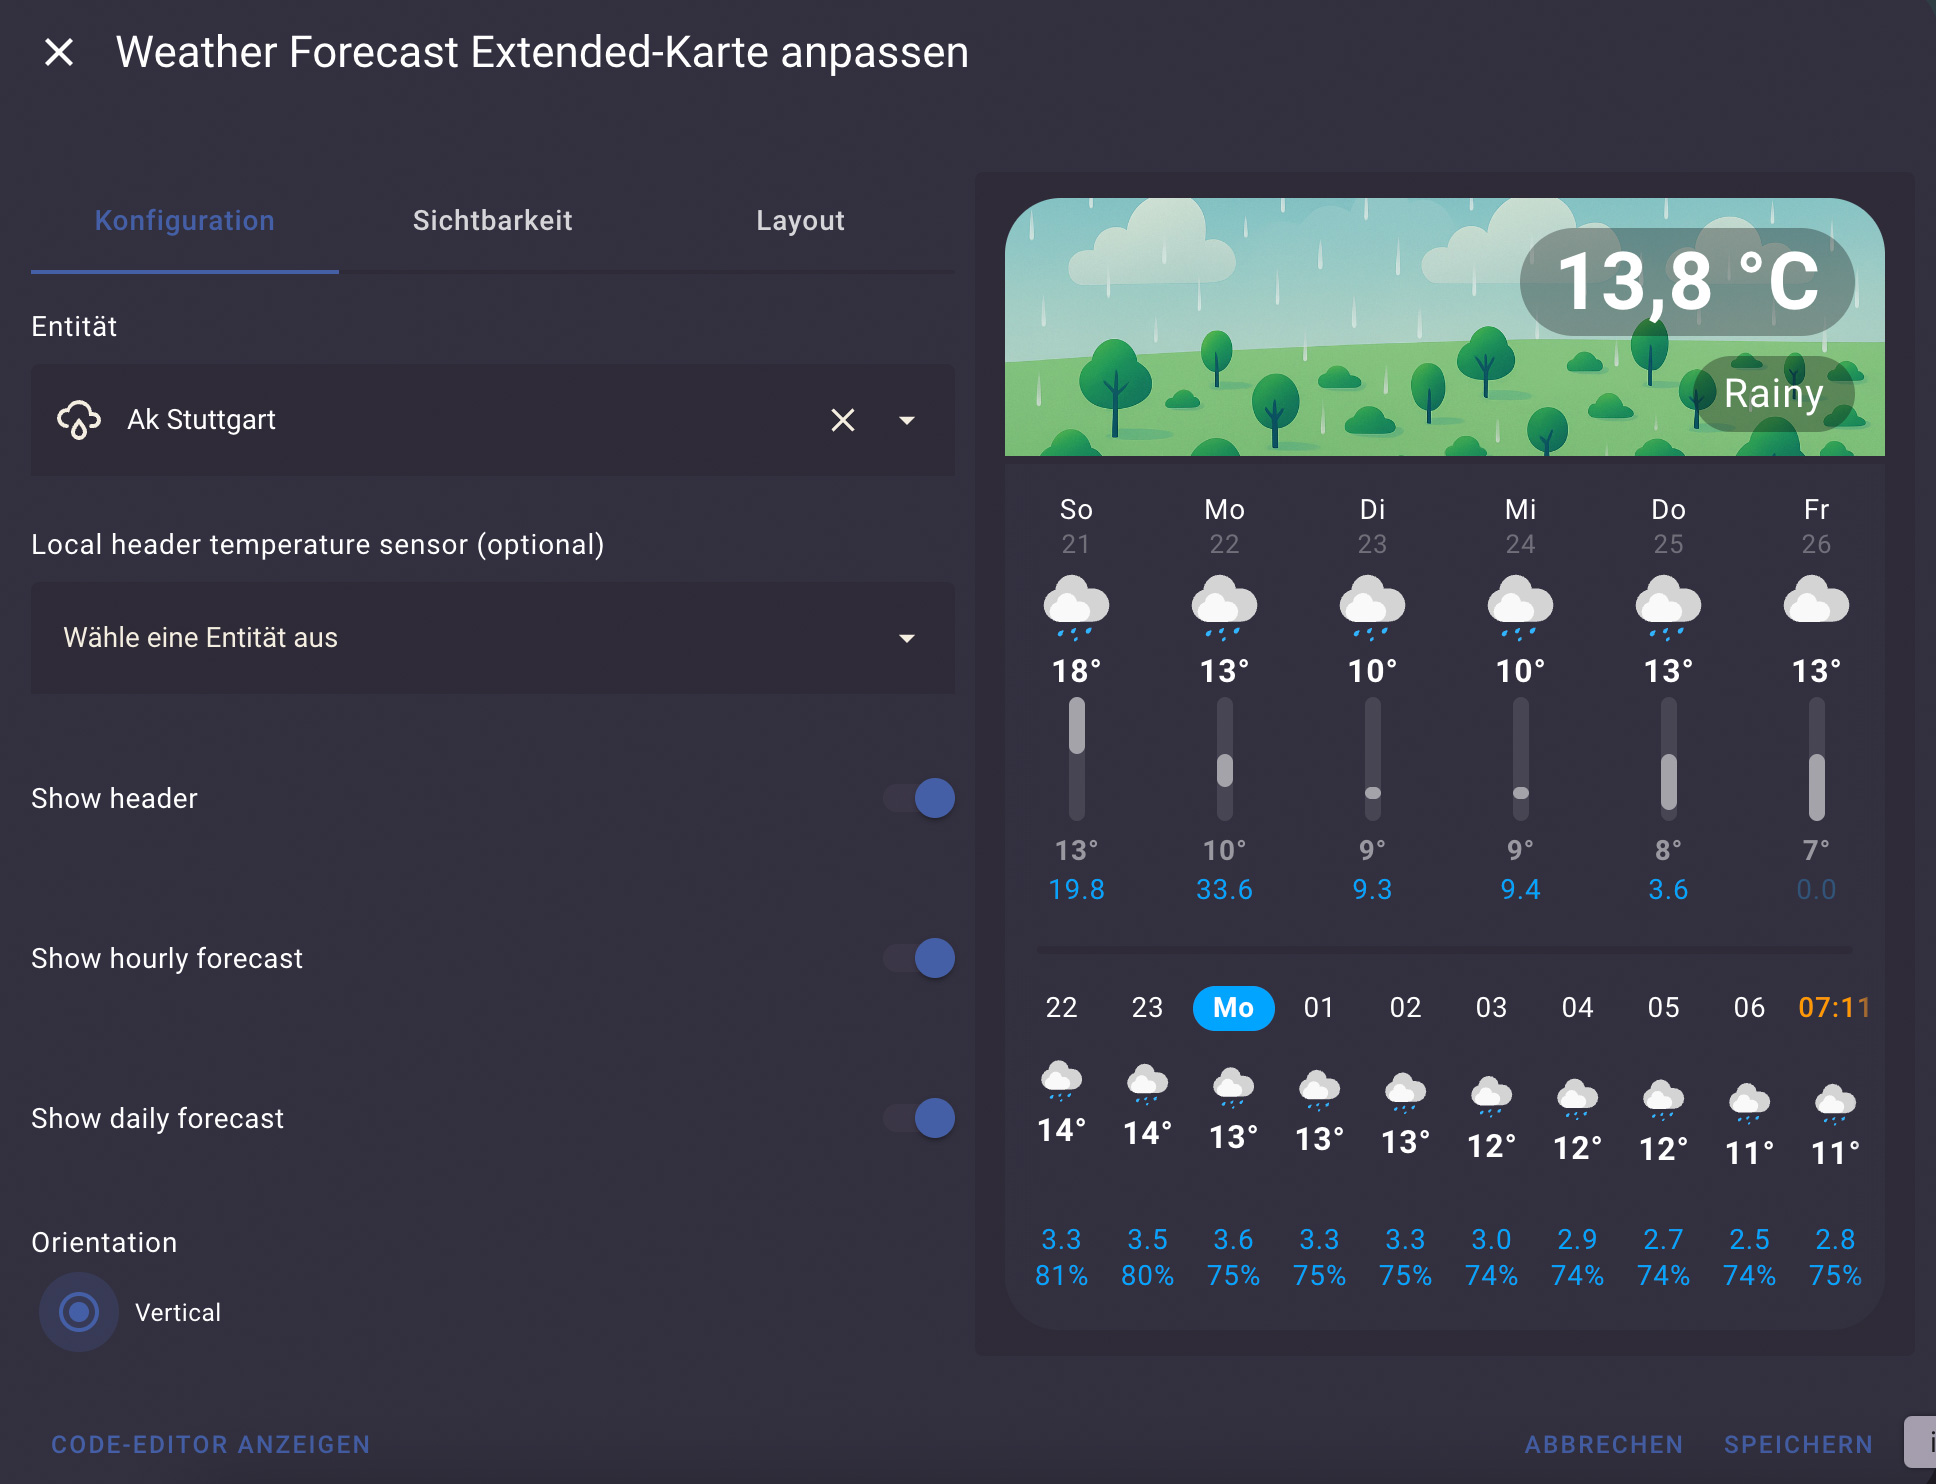 Weather Forecast Extended-Karte anpassen
Konfiguration Sichtbarkeit Layout
Entität
Ak Stuttgart
Local header temperature sensor (optional)
Wähle eine Entität aus
Show header
Show hourly forecast
Show daily forecast
Orientation
Vertical
CODE-EDITOR ANZEIGEN
13,8 °C
Rainy
So Mo Di Mi Do Fr
21 22 23 24 25 26
18° 13° 10° 10° 13° 13°
13° 10° 9° 9° 8° 7°
19.8 33.6 9.3 9.4 3.6 0.0
22 23 Mo 01 02 03 04 05 06 07:11
14° 14° 13° 13° 13° 12° 12° 12° 11° 11°
3.3 3.5 3.6 3.3 3.3 3.0 2.9 2.7 2.5 2.8
81% 80% 75% 75% 75% 74% 74% 74% 74% 75%
ABBRECHEN SPEICHERN